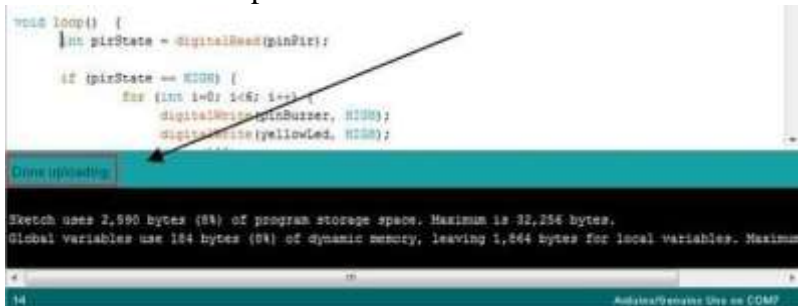 void loop() {
int pirState = digitalRead(pinPir);
if (pirState == HIGH) {
for (int i=0; i<6; i++) {
digitalWrite(pinBuzzer, HIGH);
digitalWrite(yellowLed, HIGH);
Done uploading.
Sketch uses 2,590 bytes (8%) of program storage space. Maximum is 32,256 bytes.
Global variables use 184 bytes (8%) of dynamic memory, leaving 1,864 bytes for local variables. Maximum
14
Arduino/Genuino Uno on COM7